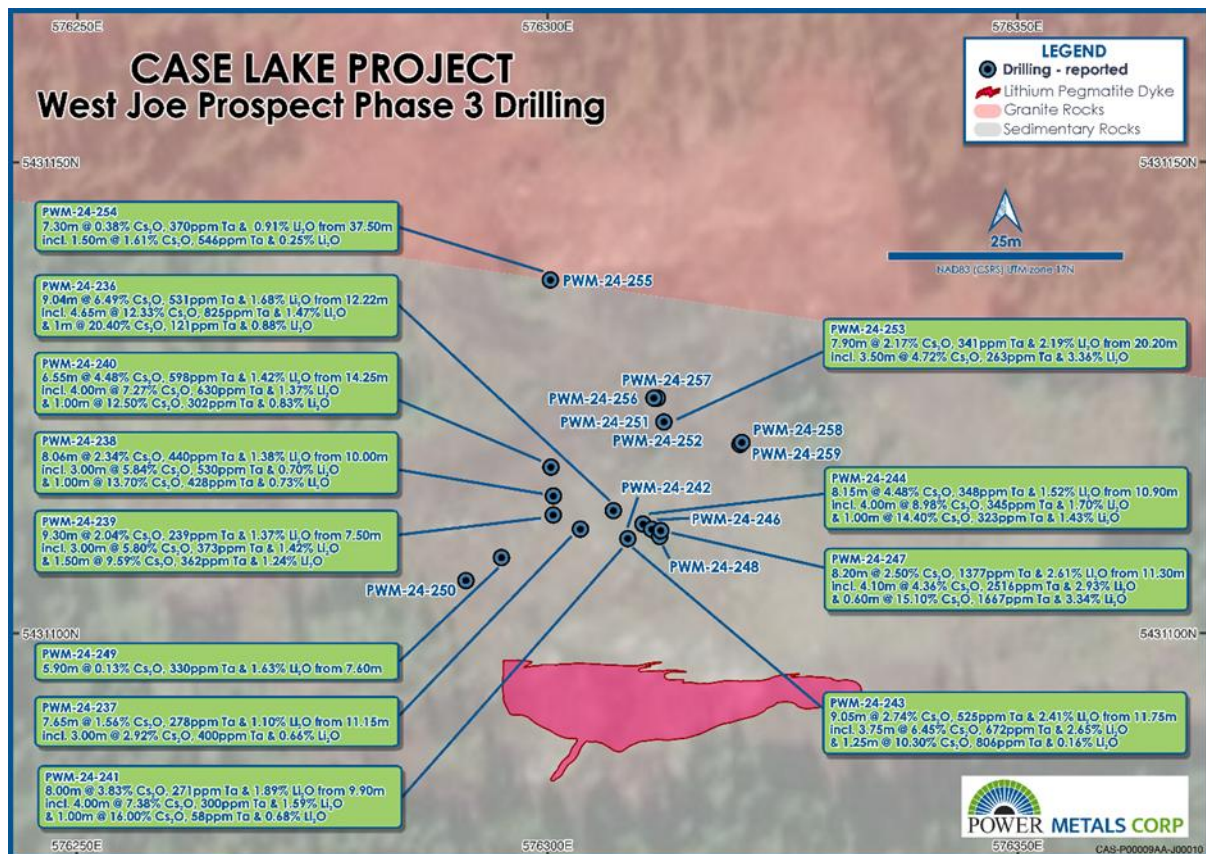 576250E
576300E
576350E
CASE LAKE PROJECT
West Joe Prospect Phase 3 Drilling
LEGEND
Drilling - reported
Lithium Pegmatite Dyke
Granite Rocks
Sedimentary Rocks
5431150N
5431150N
25m
NAD83 (CSRS) UTM zone 17N
PWM-24-254
7.30m @ 0.38% Cs₂O, 370ppm Ta & 0.91% Li₂O from 37.50m
incl. 1.50m @ 1.61% Cs₂O, 546ppm Ta & 0.25% Li₂O
PWM-24-255
PWM-24-236
9.04m @ 6.49% Cs₂O, 531ppm Ta & 1.68% Li₂O from 12.22m
incl. 4.65m @ 12.33% Cs₂O, 825ppm Ta & 1.47% Li₂O
& 1m @ 20.40% Cs₂O, 121ppm Ta & 0.88% Li₂O
PWM-24-253
7.90m @ 2.17% Cs₂O, 341ppm Ta & 2.19% Li₂O from 20.20m
incl. 3.50m @ 4.72% Cs₂O, 263ppm Ta & 3.36% Li₂O
PWM-24-240
6.55m @ 4.48% Cs₂O, 598ppm Ta & 1.42% Li₂O from 14.25m
incl. 4.00m @ 7.27% Cs₂O, 630ppm Ta & 1.37% Li₂O
& 1.00m @ 12.50% Cs₂O, 302ppm Ta & 0.83% Li₂O
PWM-24-257
PWM-24-256
PWM-24-251
PWM-24-252
PWM-24-258
PWM-24-259
PWM-24-238
8.06m @ 2.34% Cs₂O, 440ppm Ta & 1.38% Li₂O from 10.00m
incl. 3.00m @ 5.84% Cs₂O, 530ppm Ta & 0.70% Li₂O
& 1.00m @ 13.70% Cs₂O, 428ppm Ta & 0.73% Li₂O
PWM-24-242
PWM-24-244
8.15m @ 4.48% Cs₂O, 348ppm Ta & 1.52% Li₂O from 10.90m
incl. 4.00m @ 8.98% Cs₂O, 345ppm Ta & 1.70% Li₂O
& 1.00m @ 14.40% Cs₂O, 323ppm Ta & 1.43% Li₂O
PWM-24-239
9.30m @ 2.04% Cs₂O, 239ppm Ta & 1.37% Li₂O from 7.50m
incl. 3.00m @ 5.80% Cs₂O, 373ppm Ta & 1.42% Li₂O
& 1.50m @ 9.59% Cs₂O, 362ppm Ta & 1.24% Li₂O
PWM-24-246
PWM-24-248
PWM-24-247
8.20m @ 2.50% Cs₂O, 1377ppm Ta & 2.61% Li₂O from 11.30m
incl. 4.10m @ 4.36% Cs₂O, 2516ppm Ta & 2.93% Li₂O
& 0.60m @ 15.10% Cs₂O, 1667ppm Ta & 3.34% Li₂O
PWM-24-250
5431100N
5431100N
PWM-24-249
5.90m @ 0.13% Cs₂O, 330ppm Ta & 1.63% Li₂O from 7.60m
PWM-24-237
7.65m @ 1.56% Cs₂O, 278ppm Ta & 1.10% Li₂O from 11.15m
incl. 3.00m @ 2.92% Cs₂O, 400ppm Ta & 0.66% Li₂O
PWM-24-243
9.05m @ 2.74% Cs₂O, 525ppm Ta & 2.41% Li₂O from 11.75m
incl. 3.75m @ 6.45% Cs₂O, 672ppm Ta & 2.65% Li₂O
& 1.25m @ 10.30% Cs₂O, 806ppm Ta & 0.16% Li₂O
PWM-24-241
8.00m @ 3.83% Cs₂O, 271ppm Ta & 1.89% Li₂O from 9.90m
incl. 4.00m @ 7.38% Cs₂O, 300ppm Ta & 1.59% Li₂O
& 1.00m @ 16.00% Cs₂O, 58ppm Ta & 0.68% Li₂O
POWER METALS CORP
576250E
576300E
576350E
CAS-P00009AA-J00010